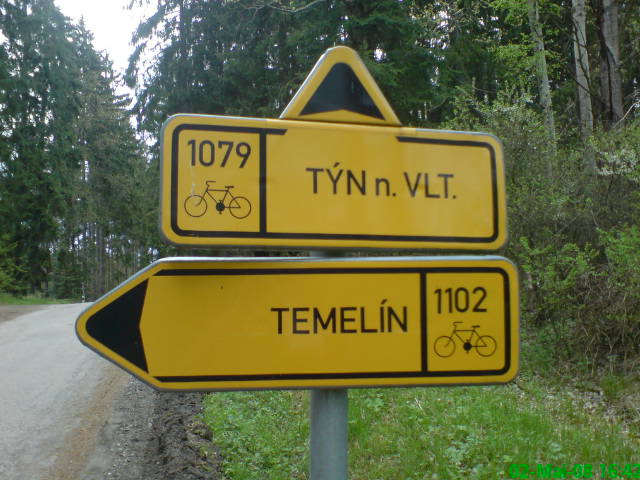 1079
TÝN n. VLT.
TEMELÍN
1102